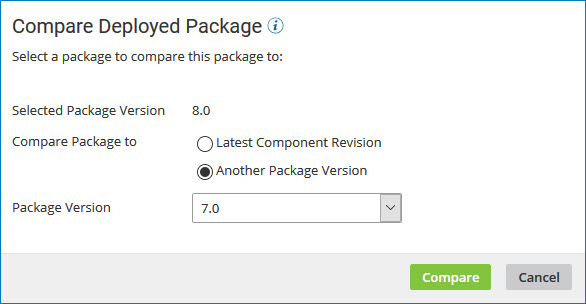 Compare Deployed Package
Select a package to compare this package to:
Selected Package Version 8.0
Compare Package to Latest Component Revision
Another Package Version
Package Version 7.0
Compare Cancel